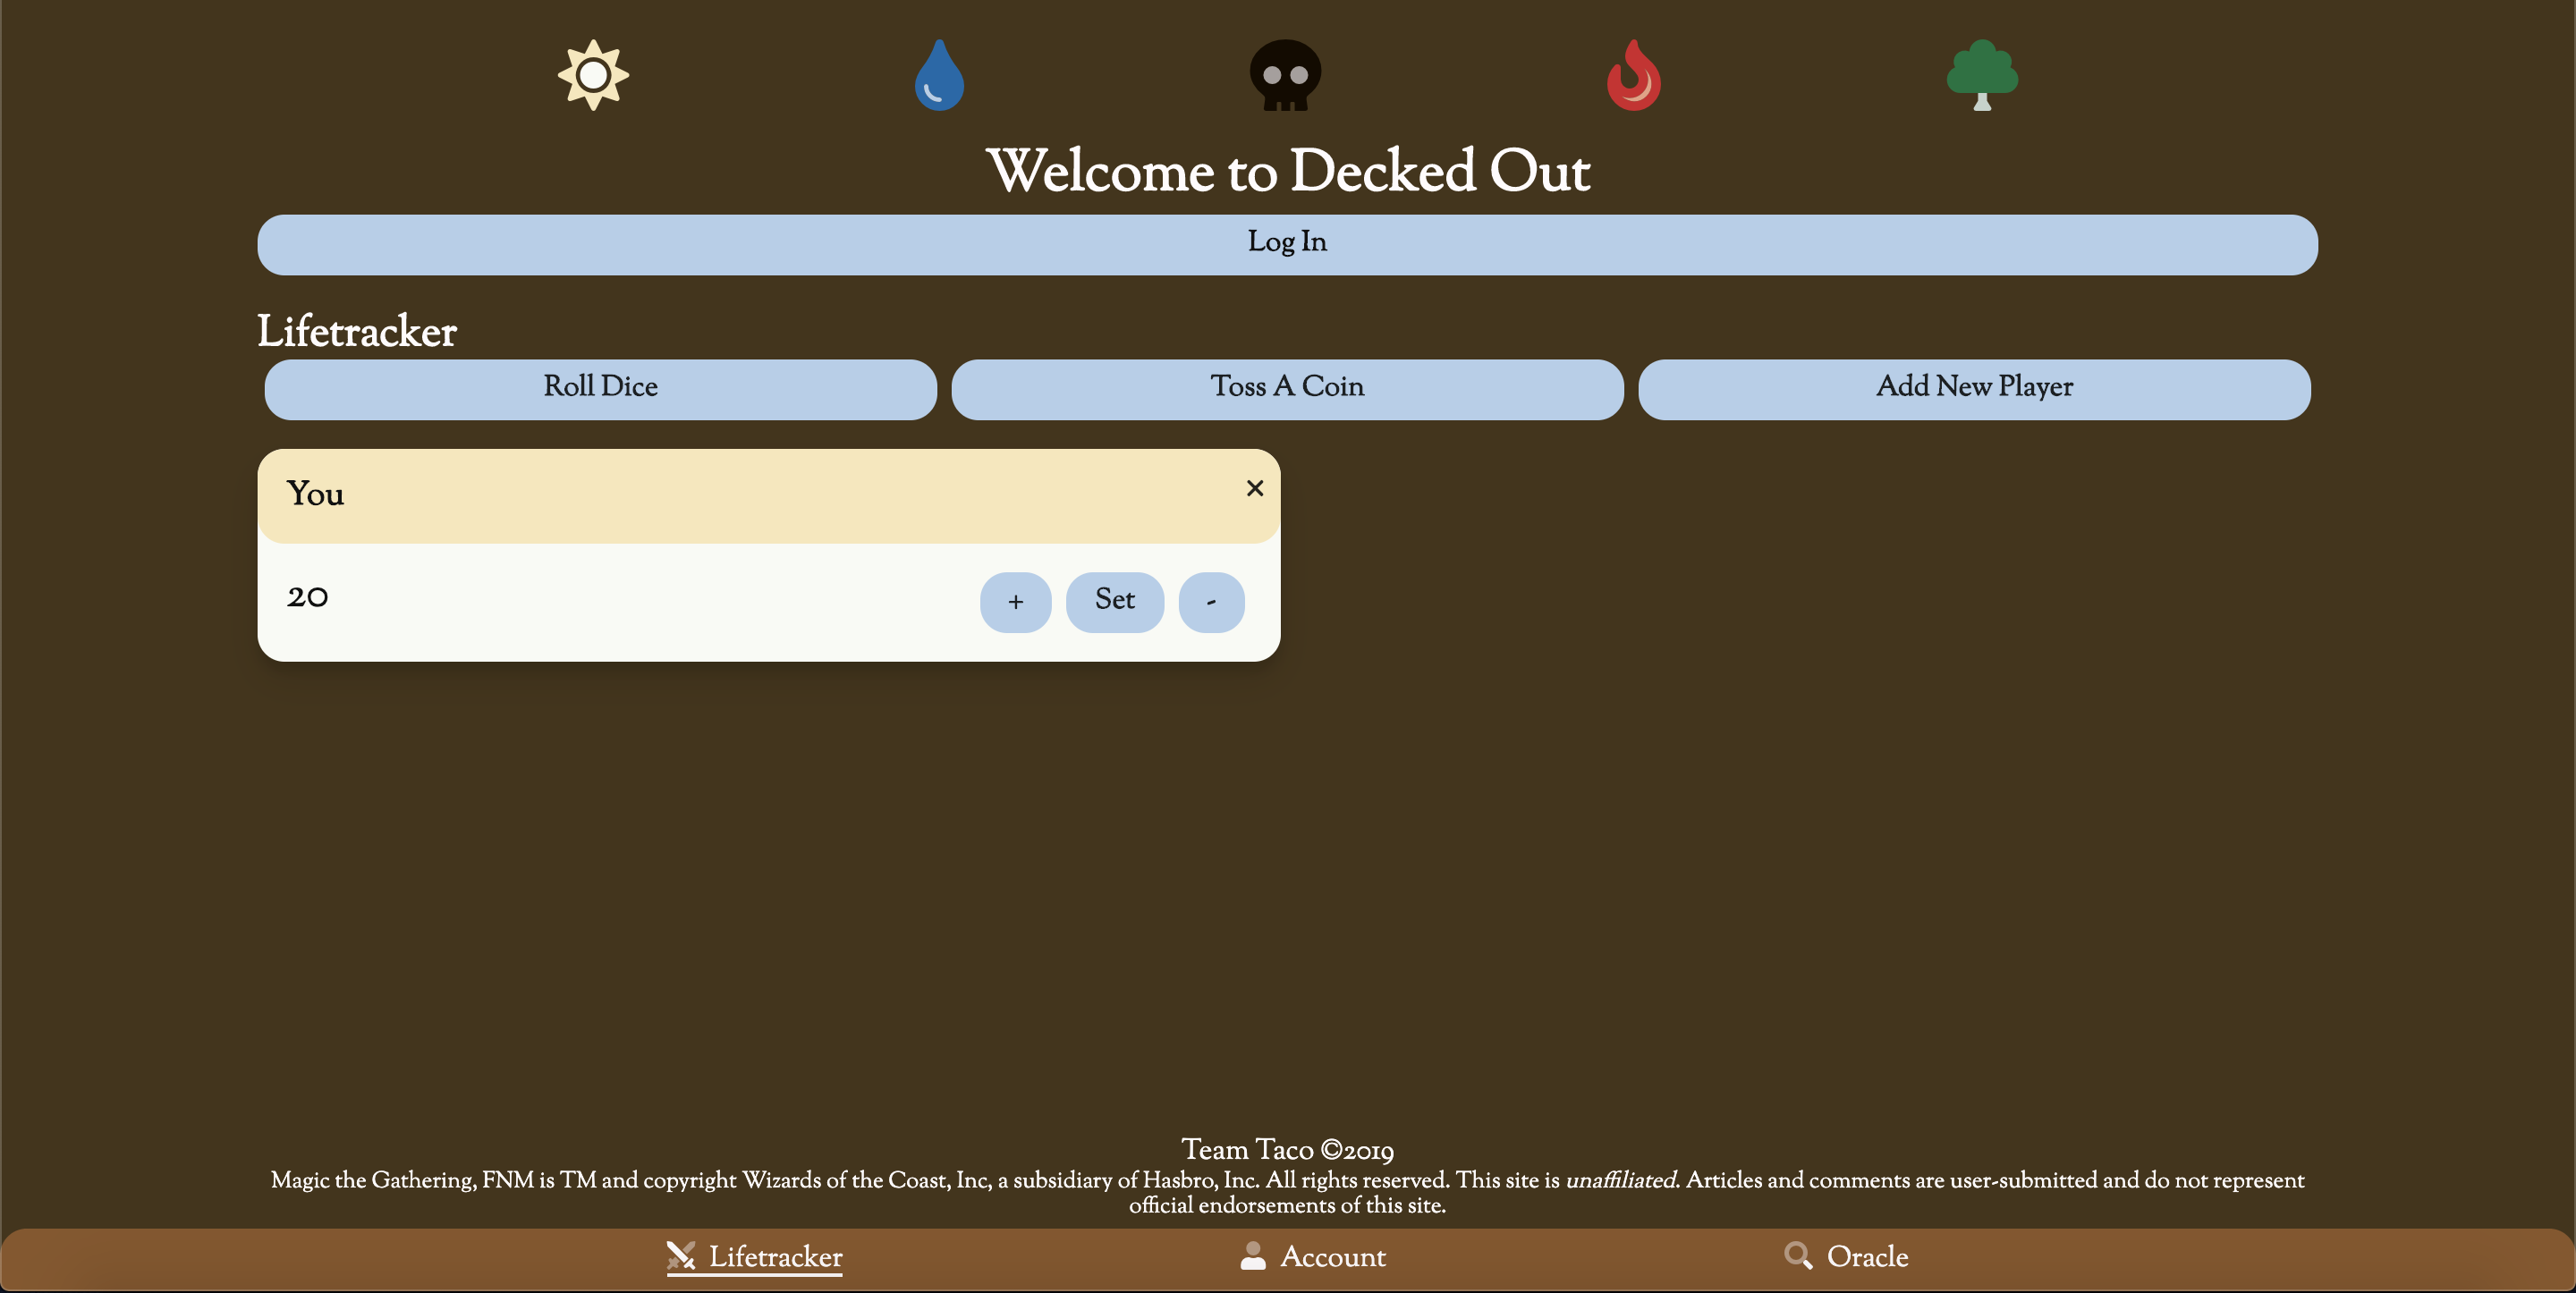 Welcome to Decked Out
Log In
Lifetracker
Roll Dice
Toss A Coin
Add New Player
You
20
+
Set
-
Team Taco ©2019
Magic the Gathering, FNM is TM and copyright Wizards of the Coast, Inc, a subsidiary of Hasbro, Inc. All rights reserved. This site is unaffiliated. Articles and comments are user-submitted and do not represent
official endorsements of this site.
Lifetracker
Account
Oracle